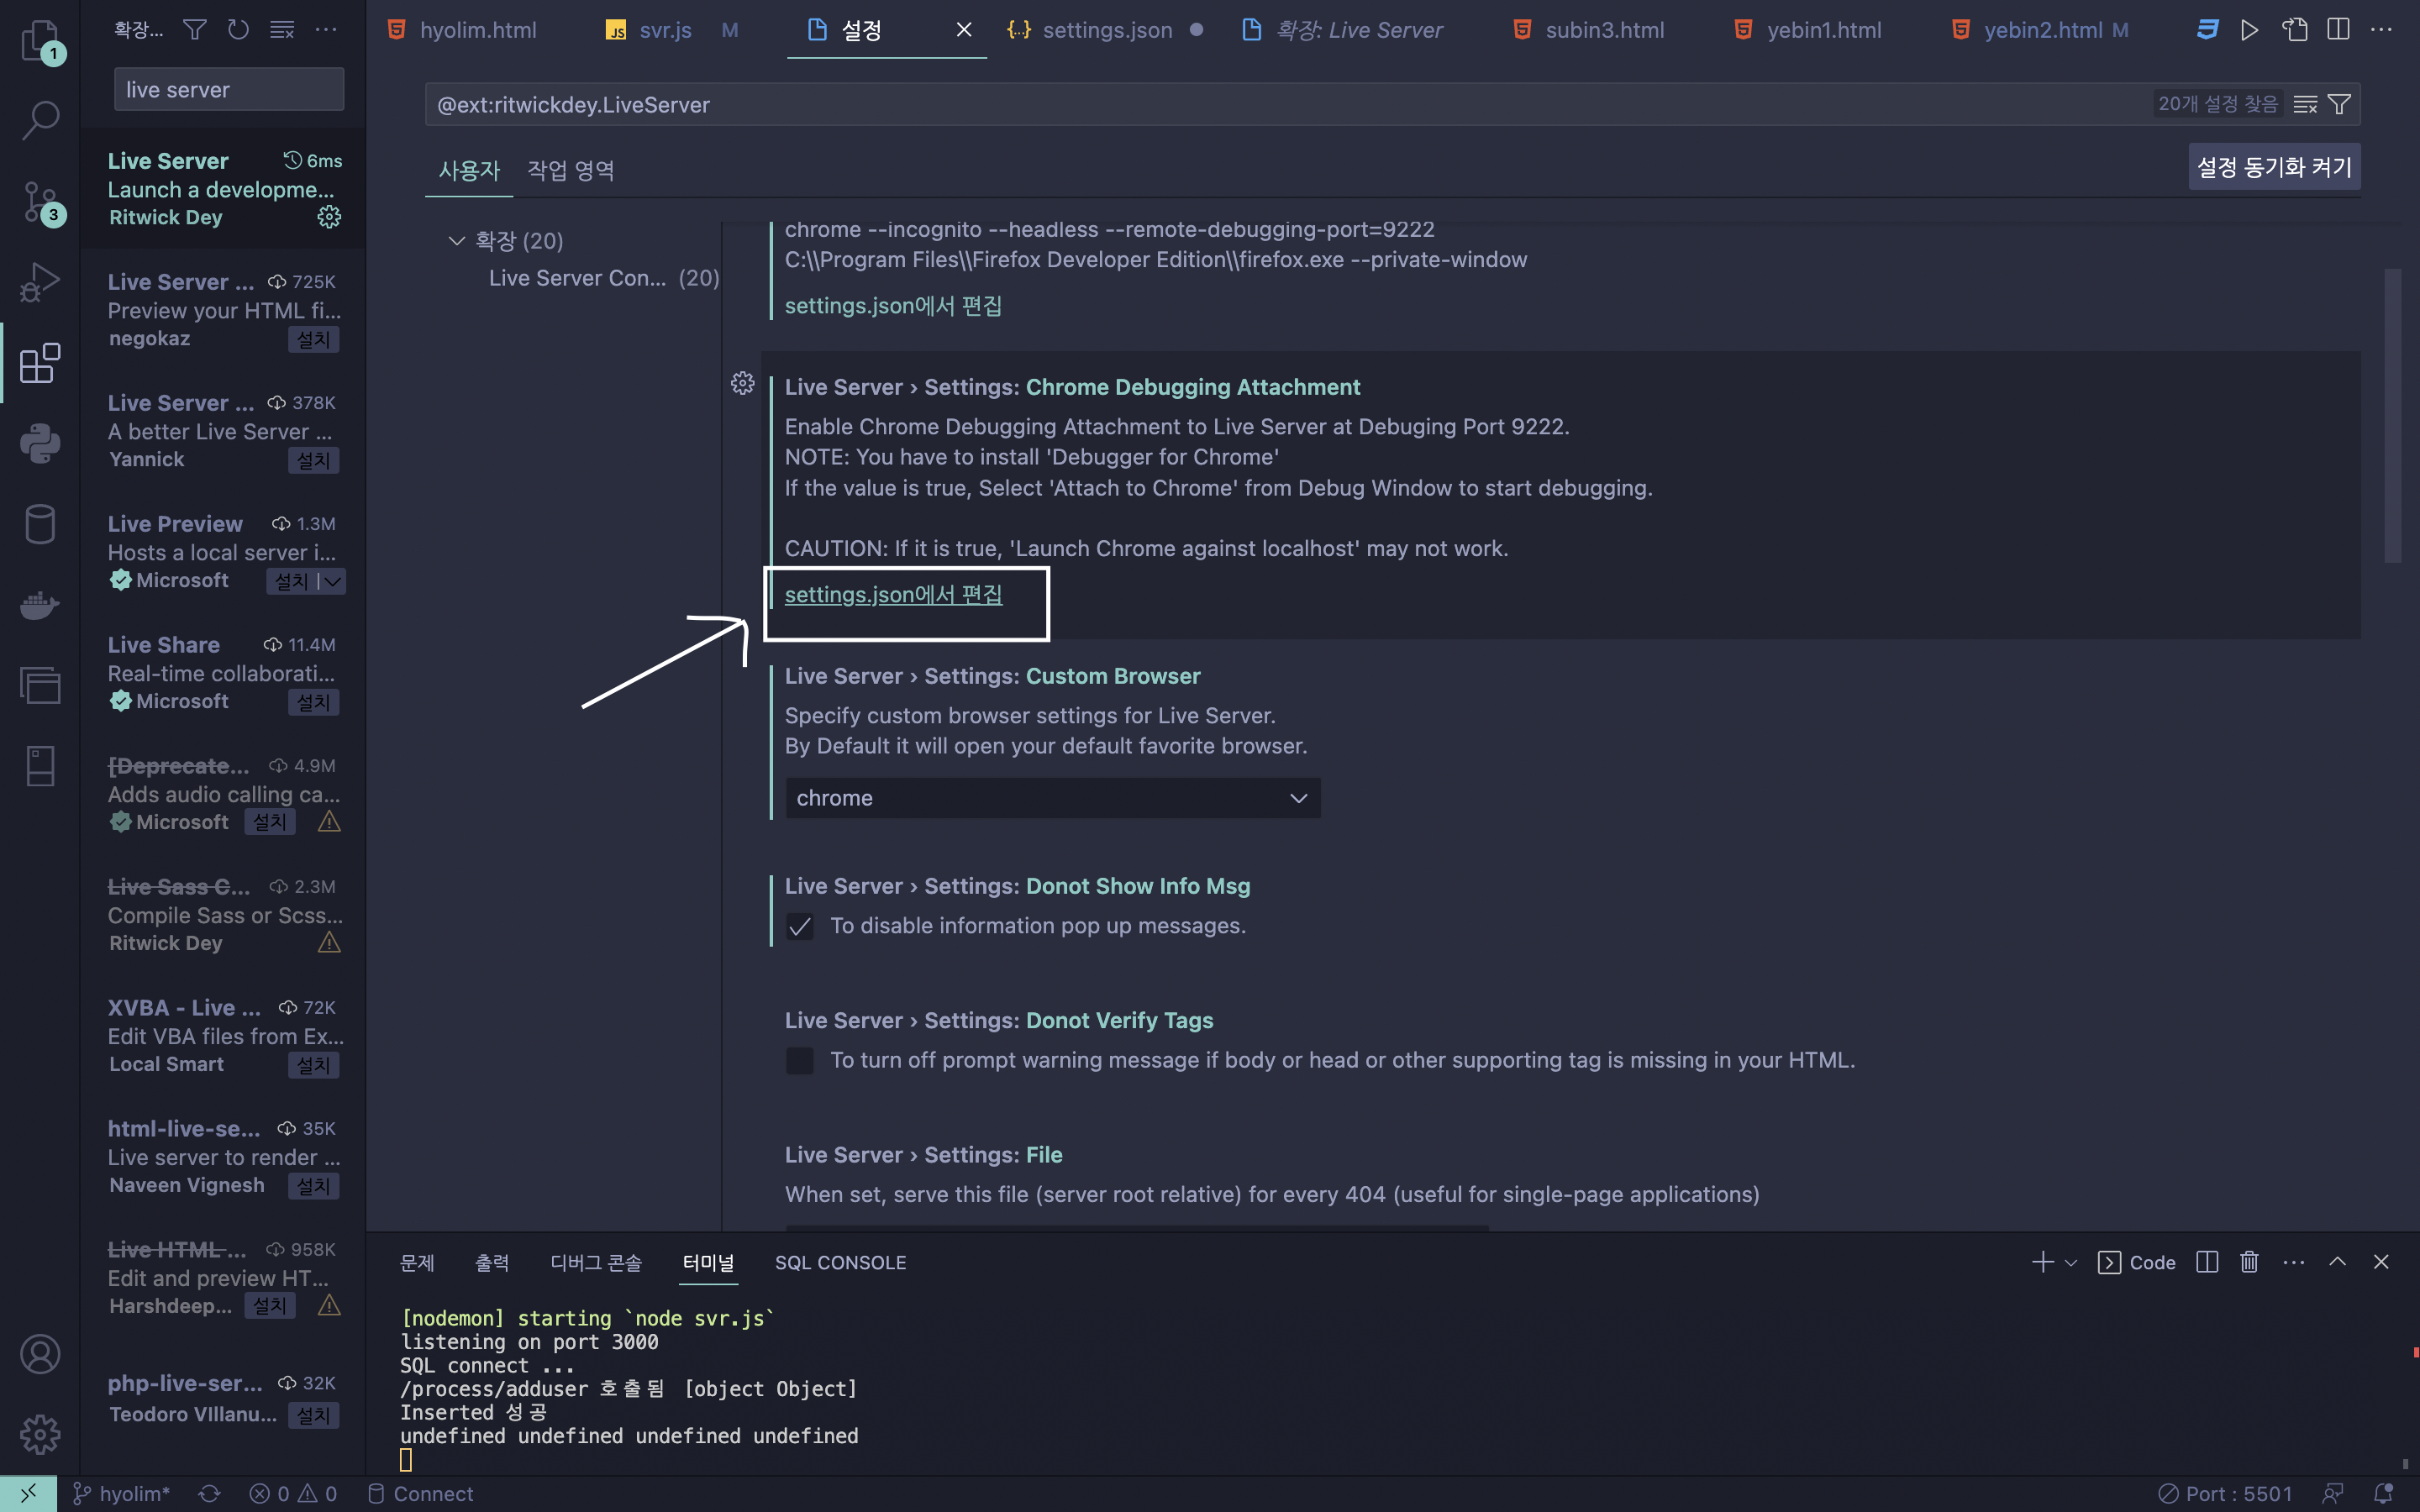 확장...
hyolim.html
svr.js M
설정
settings.json
확장: Live Server
subin3.html
yebin1.html
yebin2.html M
1
live server
@ext:ritwickdey.LiveServer
20개 설정 찾음
사용자
작업 영역
설정 동기화 켜기
3
Live Server 6ms
Launch a developme...
Ritwick Dey
Live Server ... 725K
Preview your HTML fi...
negokaz 설치
Live Server ... 378K
A better Live Server ...
Yannick 설치
Live Preview 1.3M
Hosts a local server i...
Microsoft 설치
Live Share 11.4M
Real-time collaborati...
Microsoft 설치
[Deprecate... 4.9M
Adds audio calling ca...
Microsoft 설치
Live Sass C... 2.3M
Compile Sass or Scss...
Ritwick Dey
XVBA - Live ... 72K
Edit VBA files from Ex...
Local Smart 설치
html-live-se... 35K
Live server to render ...
Naveen Vignesh 설치
Live HTML ... 958K
Edit and preview HT...
Harshdeep... 설치
php-live-ser... 32K
Teodoro VIllanu... 설치
확장 (20)
Live Server Con... (20)
chrome --incognito --headless --remote-debugging-port=9222
C:\\Program Files\\Firefox Developer Edition\\firefox.exe --private-window
settings.json에서 편집
Live Server › Settings: Chrome Debugging Attachment
Enable Chrome Debugging Attachment to Live Server at Debuging Port 9222.
NOTE: You have to install 'Debugger for Chrome'
If the value is true, Select 'Attach to Chrome' from Debug Window to start debugging.
CAUTION: If it is true, 'Launch Chrome against localhost' may not work.
settings.json에서 편집
Live Server › Settings: Custom Browser
Specify custom browser settings for Live Server.
By Default it will open your default favorite browser.
chrome
Live Server › Settings: Donot Show Info Msg
To disable information pop up messages.
Live Server › Settings: Donot Verify Tags
To turn off prompt warning message if body or head or other supporting tag is missing in your HTML.
Live Server › Settings: File
When set, serve this file (server root relative) for every 404 (useful for single-page applications)
문제
출력
디버그 콘솔
터미널
SQL CONSOLE
Code
[nodemon] starting `node svr.js`
listening on port 3000
SQL connect ...
/process/adduser 호출됨 [object Object]
Inserted 성공
undefined undefined undefined undefined
hyolim*
0
0
Connect
Port : 5501